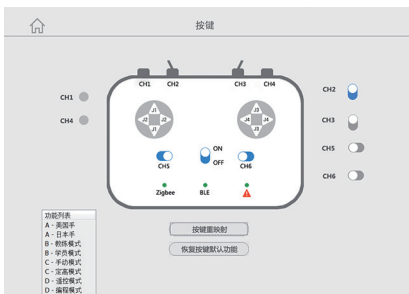 按键
CH1 CH2 CH3 CH4
CH1
CH4
J1
J2 J2
J1
J3
J4 J4
J3
ON
OFF
CH5
CH6
Zigbee
BLE
CH2
CH3
CH5
CH6
功能列表
A - 美国手
A - 日本手
B - 教练模式
B - 学员模式
C - 手动模式
C - 定高模式
D - 遥控模式
D - 编程模式
按键重映射
恢复按键默认功能